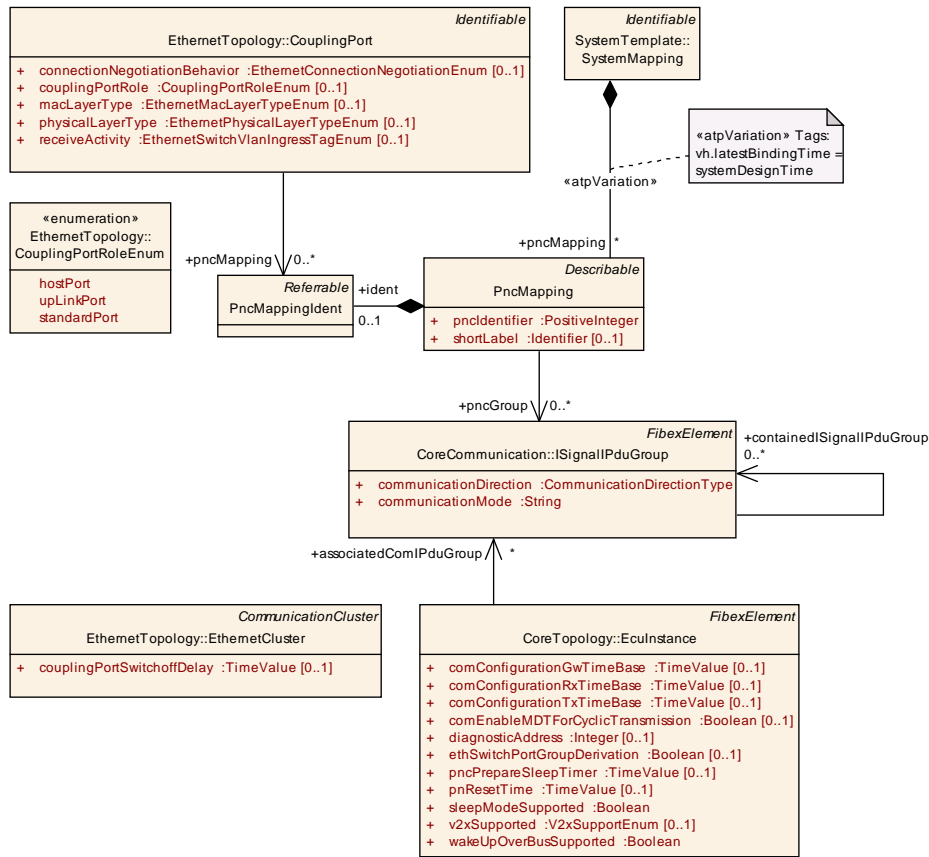 Identifiable
EthernetTopology::CouplingPort
+ connectionNegotiationBehavior :EthernetConnectionNegotiationEnum [0..1]
+ couplingPortRole :CouplingPortRoleEnum [0..1]
+ macLayerType :EthernetMacLayerTypeEnum [0..1]
+ physicalLayerType :EthernetPhysicalLayerTypeEnum [0..1]
+ receiveActivity :EthernetSwitchVlanIngressTagEnum [0..1]
Identifiable
SystemTemplate::
SystemMapping
«atpVariation» Tags:
vh.latestBindingTime =
systemDesignTime
«atpVariation»
«enumeration»
EthernetTopology::
CouplingPortRoleEnum
hostPort
upLinkPort
standardPort
+pncMapping 0..*
+pncMapping *
Referrable
PncMappingIdent
+ident
0..1
Describable
PncMapping
+ pncIdentifier :PositiveInteger
+ shortLabel :Identifier [0..1]
+pncGroup 0..*
FibexElement
CoreCommunication::ISignalIPduGroup
+ communicationDirection :CommunicationDirectionType
+ communicationMode :String
+containedISignalIPduGroup
0..*
+associatedComIPduGroup *
CommunicationCluster
EthernetTopology::EthernetCluster
+ couplingPortSwitchoffDelay :TimeValue [0..1]
FibexElement
CoreTopology::EcuInstance
+ comConfigurationGwTimeBase :TimeValue [0..1]
+ comConfigurationRxTimeBase :TimeValue [0..1]
+ comConfigurationTxTimeBase :TimeValue [0..1]
+ comEnableMDTForCyclicTransmission :Boolean [0..1]
+ diagnosticAddress :Integer [0..1]
+ ethSwitchPortGroupDerivation :Boolean [0..1]
+ pncPrepareSleepTimer :TimeValue [0..1]
+ pnResetTime :TimeValue [0..1]
+ sleepModeSupported :Boolean
+ v2xSupported :V2xSupportEnum [0..1]
+ wakeUpOverBusSupported :Boolean